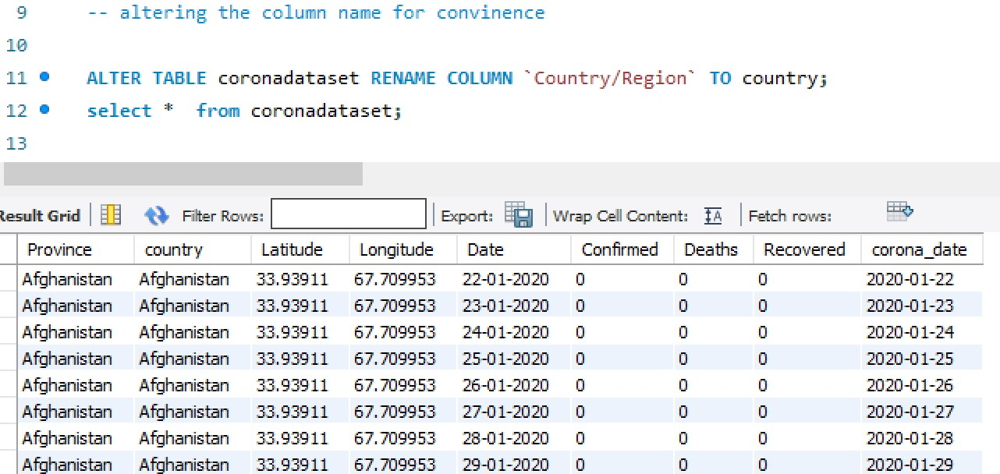 9 -- altering the column name for convinence
10
11 ALTER TABLE coronadataset RENAME COLUMN `Country/Region` TO country;
12 select * from coronadataset;
13
Result Grid Filter Rows: Export: Wrap Cell Content: Fetch rows:
Province country Latitude Longitude Date Confirmed Deaths Recovered corona_date
Afghanistan Afghanistan 33.93911 67.709953 22-01-2020 0 0 0 2020-01-22
Afghanistan Afghanistan 33.93911 67.709953 23-01-2020 0 0 0 2020-01-23
Afghanistan Afghanistan 33.93911 67.709953 24-01-2020 0 0 0 2020-01-24
Afghanistan Afghanistan 33.93911 67.709953 25-01-2020 0 0 0 2020-01-25
Afghanistan Afghanistan 33.93911 67.709953 26-01-2020 0 0 0 2020-01-26
Afghanistan Afghanistan 33.93911 67.709953 27-01-2020 0 0 0 2020-01-27
Afghanistan Afghanistan 33.93911 67.709953 28-01-2020 0 0 0 2020-01-28
Afghanistan Afghanistan 33.93911 67.709953 29-01-2020 0 0 0 2020-01-29